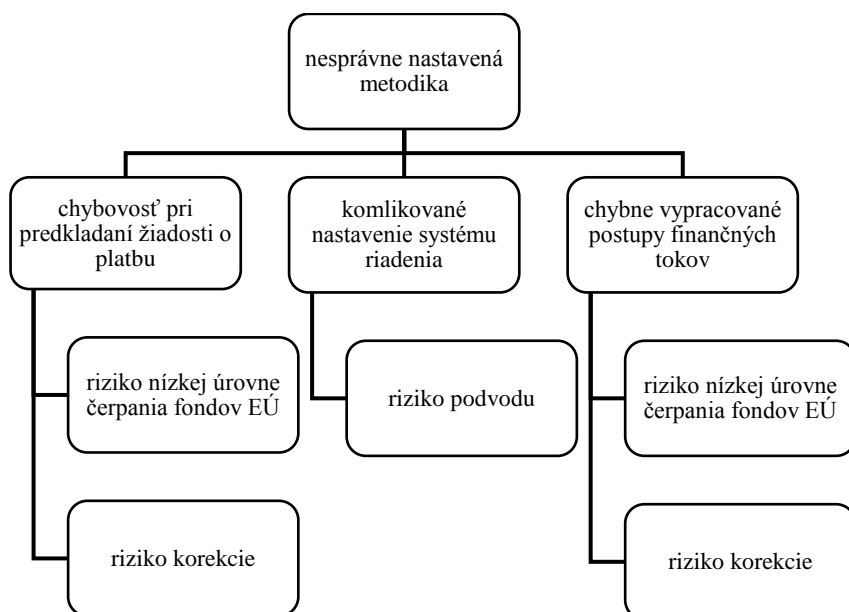 nesprávne nastavená
metodika
chybovosť pri
predkladaní žiadosti o
platbu
komlikované
nastavenie systému
riadenia
chybne vypracované
postupy finančných
tokov
riziko nízkej úrovne
čerpania fondov EÚ
riziko podvodu
riziko nízkej úrovne
čerpania fondov EÚ
riziko korekcie
riziko korekcie